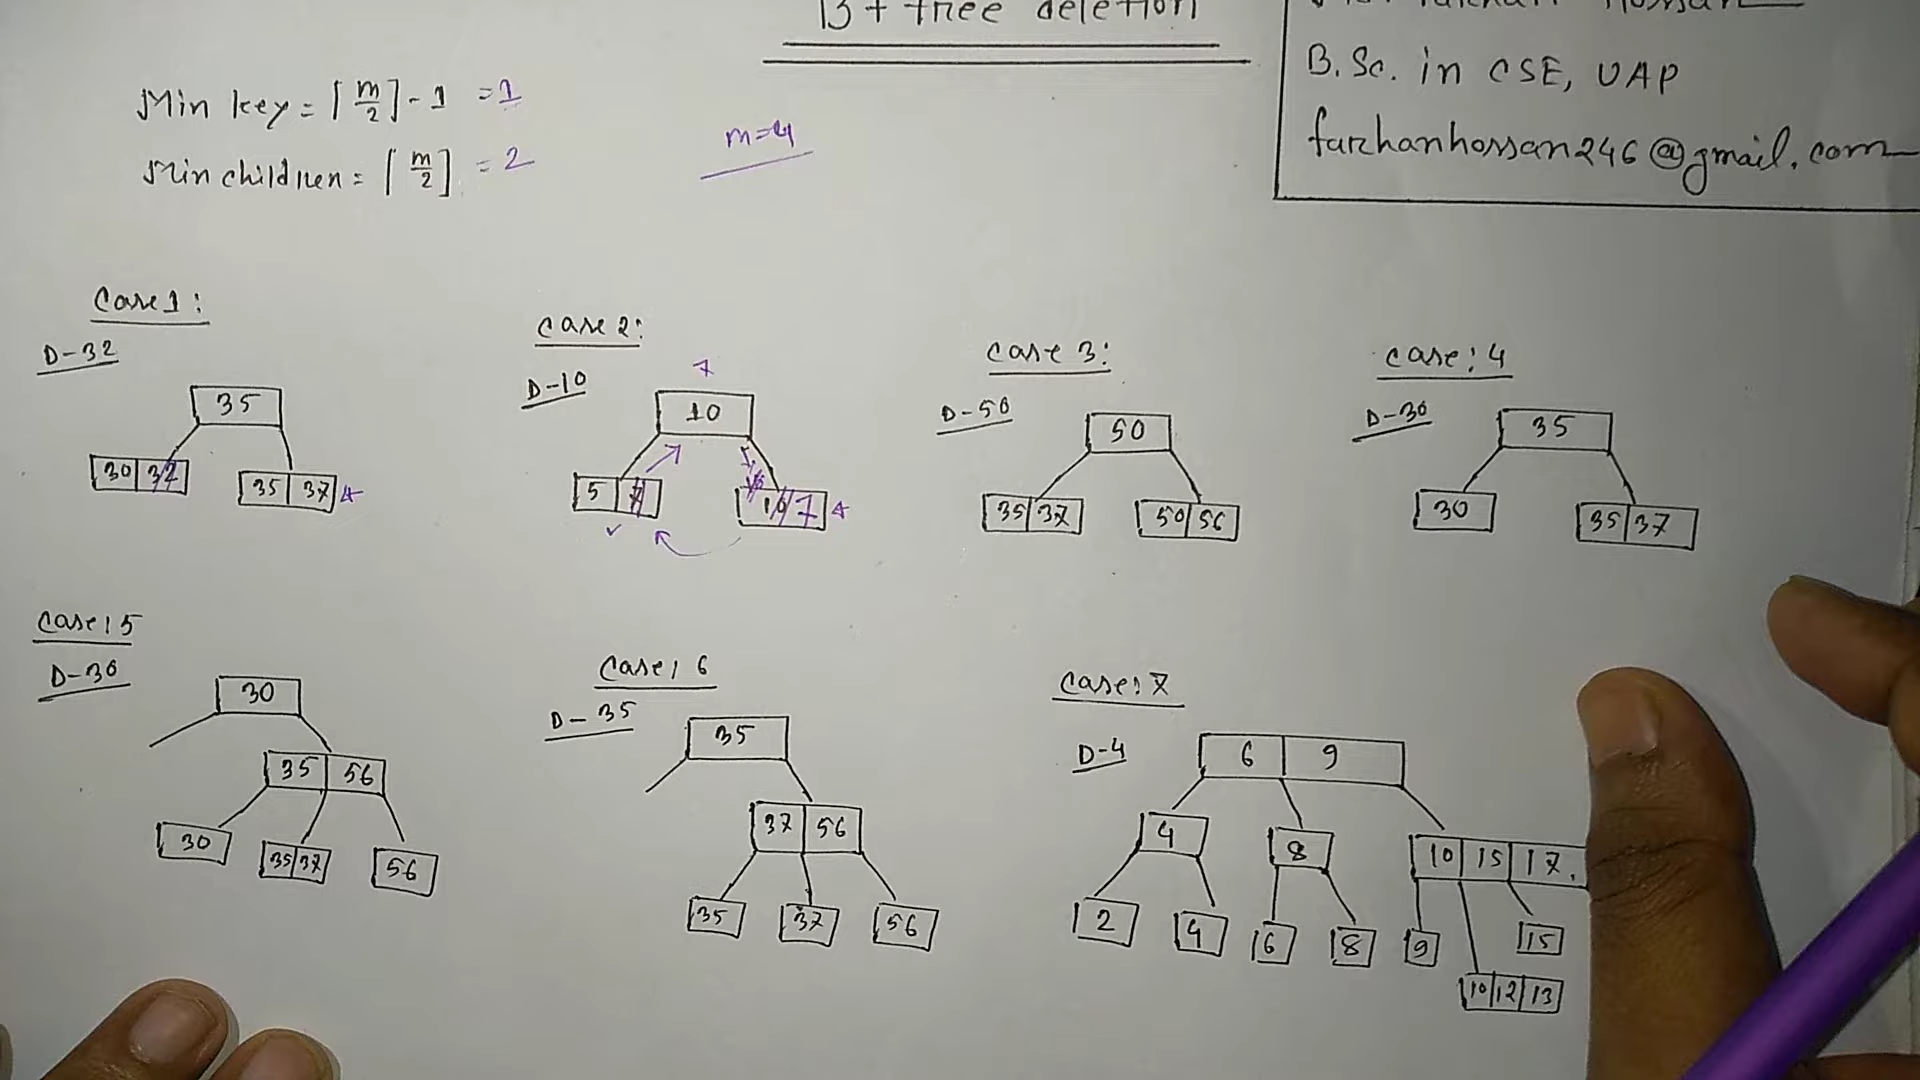 B+ tree deletion
B.Sc. in CSE, UAP
farhanhossan246@gmail.com
Min key = ⌈m/2⌉ - 1 = 1
Min children = ⌈m/2⌉ = 2
m=4
Case 1:
D-32
35
30 32
35 37
Case 2:
D-10
7
10
5
10 7
Case 3:
D-50
50
35 37
50 56
Case: 4
D-30
35
30
35 37
Case: 5
D-30
30
35 56
30
35 37
56
Case: 6
D-35
35
37 56
35
37
56
Case: 7
D-4
6 9
4
8
10 15 17
2
4
6
8
9
15
10 12 13